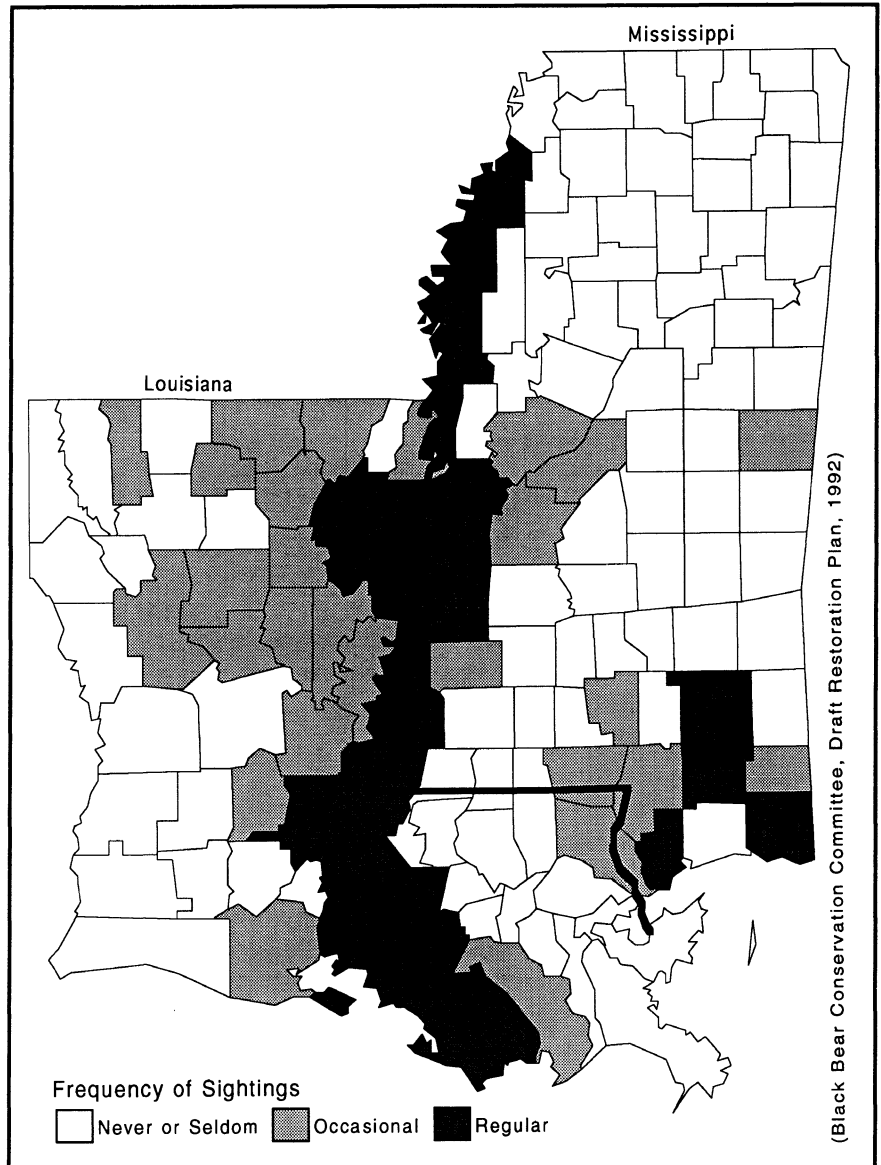 Mississippi
Louisiana
(Black Bear Conservation Committee, Draft Restoration Plan, 1992)
Frequency of Sightings
Never or Seldom
Occasional
Regular